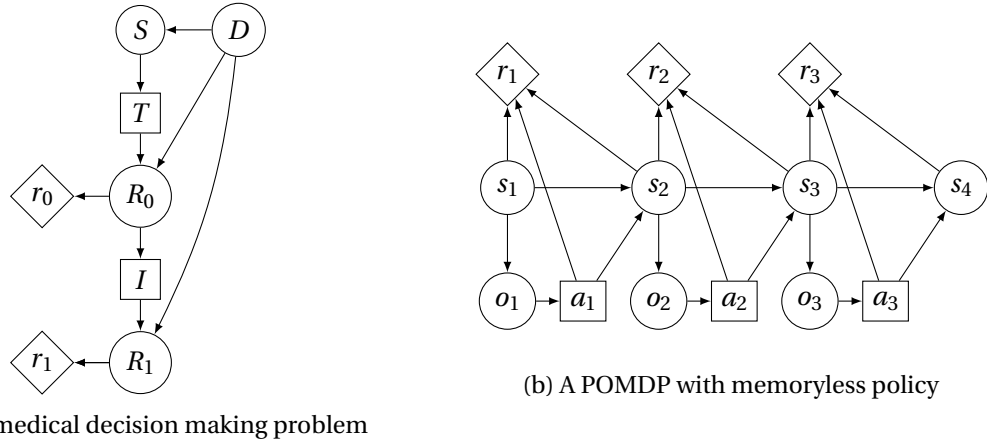 S D
T
r0 R0
I
r1 R1
medical decision making problem
r1 r2 r3
s1 s2 s3 s4
o1 a1 o2 a2 o3 a3
(b) A POMDP with memoryless policy